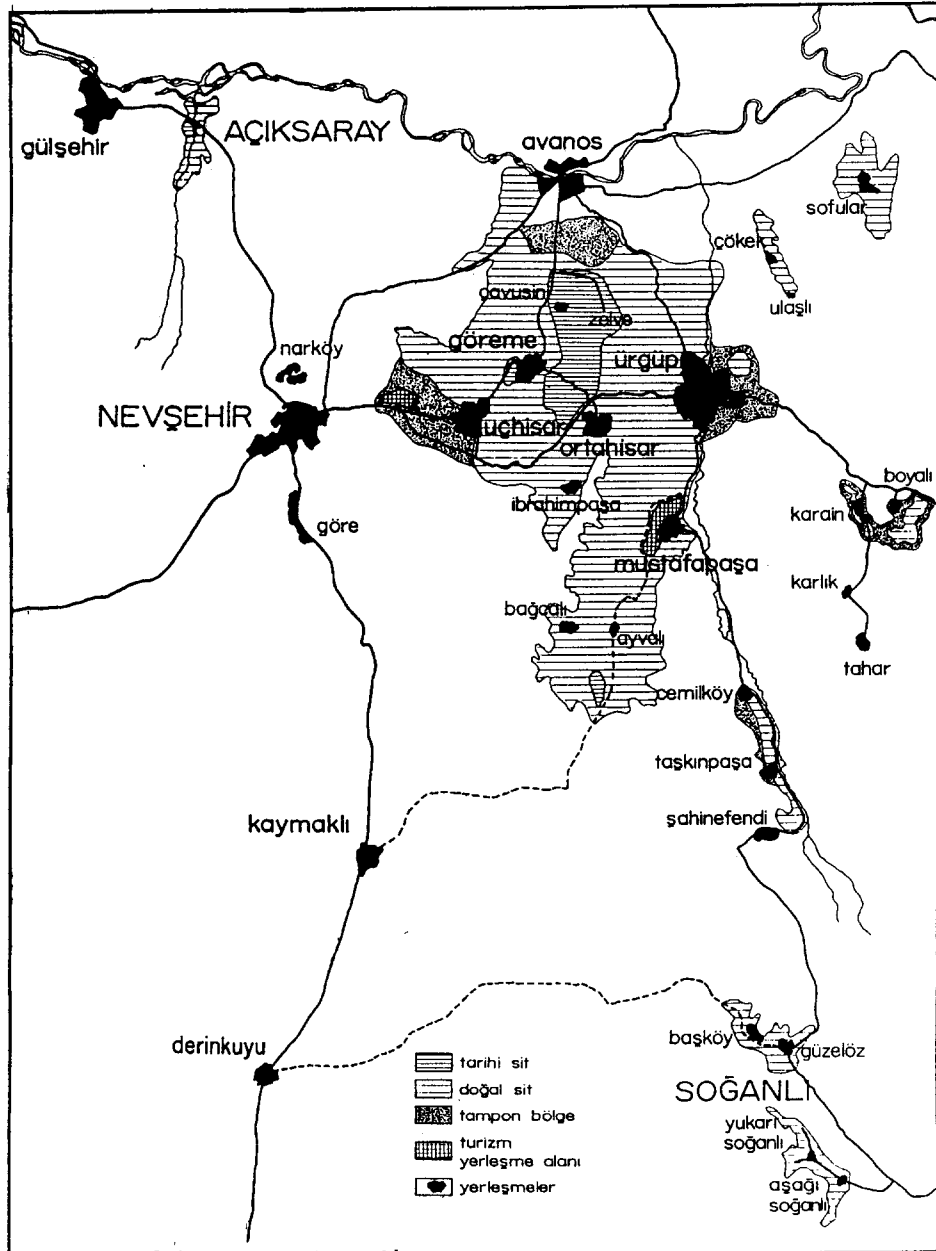 gülşehir
AÇIKSARAY
avanos
sofular
çökek
ulaşlı
çavuşin
zelve
göreme
ürgüp
narköy
NEVŞEHİR
uçhisar
ortahisar
boyalı
karain
ibrahimpaşa
göre
mustafapaşa
karlık
bağcalı
ayvalı
tahar
cemilköy
taşkınpaşa
kaymaklı
şahinefendi
derinkuyu
başköy
güzelöz
SOĞANLI
yukarı
soğanlı
aşağı
soğanlı
tarihi sit
doğal sit
tampon bölge
turizm
yerleşme alanı
yerleşmeler